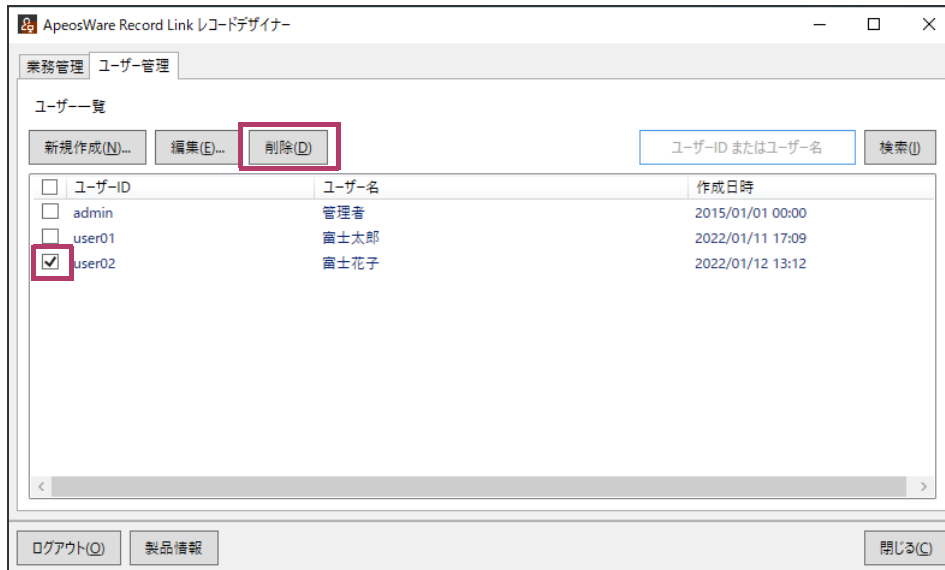 ApeosWare Record Link レコードデザイナー
業務管理 ユーザー管理
ユーザー一覧
新規作成(N)... 編集(E)... 削除(D) ユーザーID またはユーザー名 検索(I)
ユーザーID ユーザー名 作成日時
admin 管理者 2015/01/01 00:00
user01 富士太郎 2022/01/11 17:09
user02 富士花子 2022/01/12 13:12
ログアウト(O) 製品情報 閉じる(C)